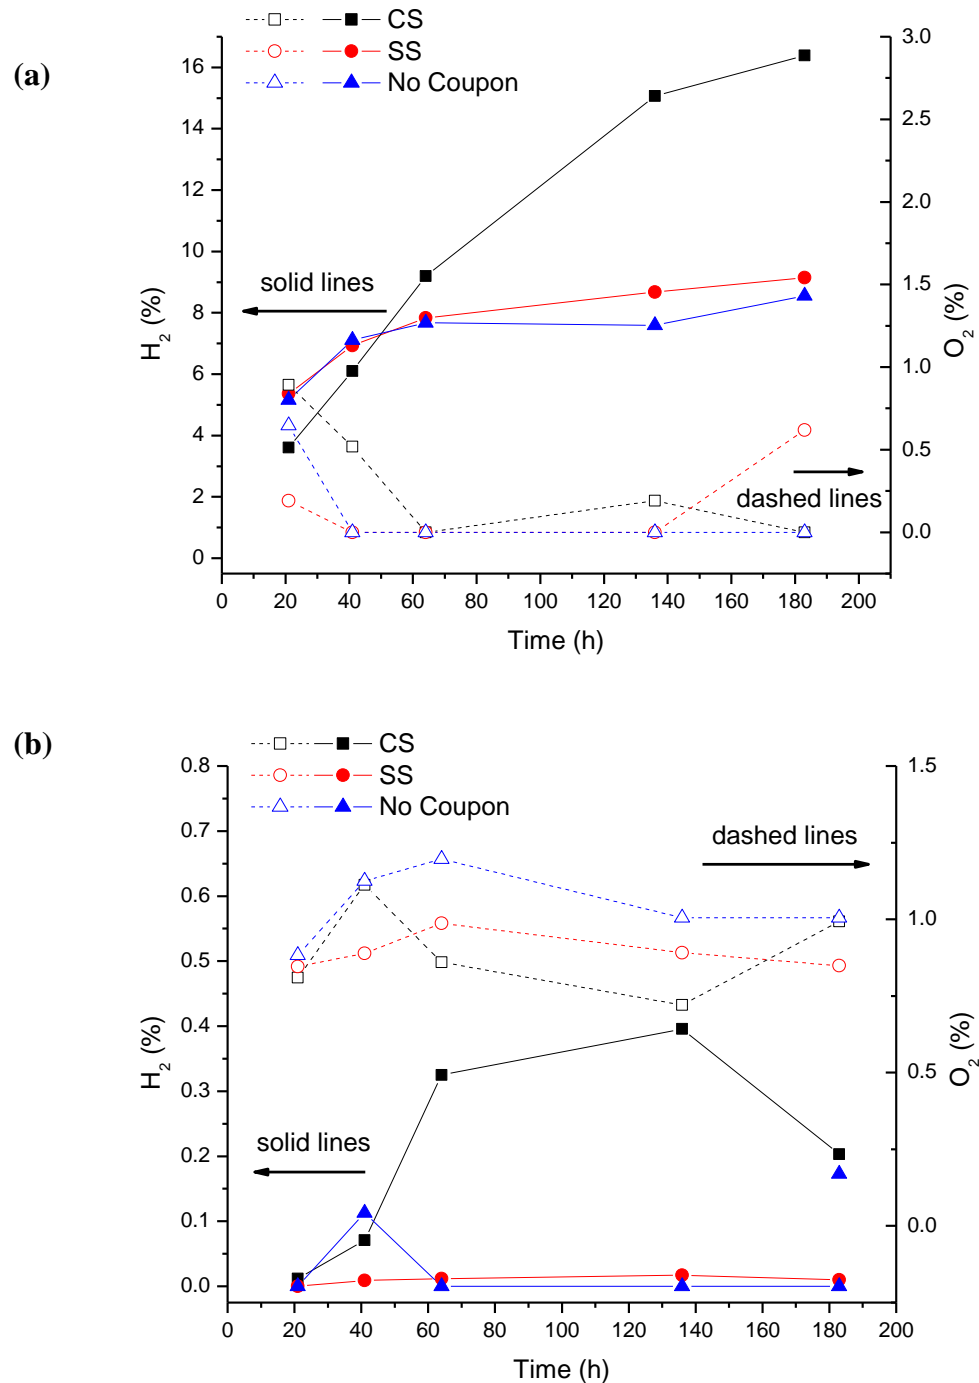 (a)
CS
SS
No Coupon
16
14
12
10
8
6
4
2
0
H2 (%)
3.0
2.5
2.0
1.5
1.0
0.5
0.0
O2 (%)
solid lines
dashed lines
0 20 40 60 80 100 120 140 160 180 200
Time (h)
(b)
CS
SS
No Coupon
0.8
0.7
0.6
0.5
0.4
0.3
0.2
0.1
0.0
H2 (%)
1.5
1.0
0.5
0.0
O2 (%)
dashed lines
solid lines
0 20 40 60 80 100 120 140 160 180 200
Time (h)